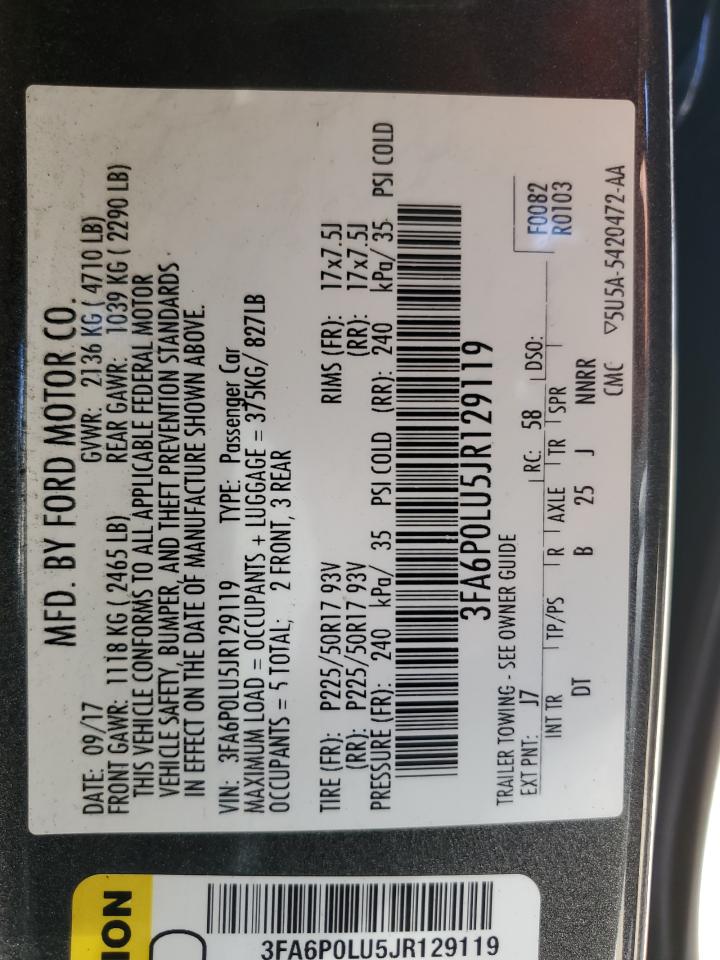 MFD. BY FORD MOTOR CO.
DATE: 09/17 GVWR: 2136 KG ( 4710 LB)
FRONT GAWR: 1118 KG ( 2465 LB) REAR GAWR: 1039 KG ( 2290 LB)
THIS VEHICLE CONFORMS TO ALL APPLICABLE FEDERAL MOTOR
VEHICLE SAFETY, BUMPER, AND THEFT PREVENTION STANDARDS
IN EFFECT ON THE DATE OF MANUFACTURE SHOWN ABOVE.
VIN: 3FA6P0LU5JR129119 TYPE: Passenger Car
MAXIMUM LOAD = OCCUPANTS + LUGGAGE = 375KG/ 827LB
OCCUPANTS = 5 TOTAL; 2 FRONT, 3 REAR
TIRE (FR): P225/50R17 93V RIMS (FR): 17x7.5J
(RR): P225/50R17 93V (RR): 17x7.5J
PRESSURE (FR): 240 kPa/ 35 PSI COLD (RR): 240 kPa/ 35 PSI COLD
3FA6P0LU5JR129119
TRAILER TOWING - SEE OWNER GUIDE
F0082
EXT PNT: J7 RC: 58 DSO: R0103
INT TR TP/PS R AXLE TR SPR
DT B 25 J NNRR
CMC ▽5U5A-5420472-AA
ION
3FA6P0LU5JR129119